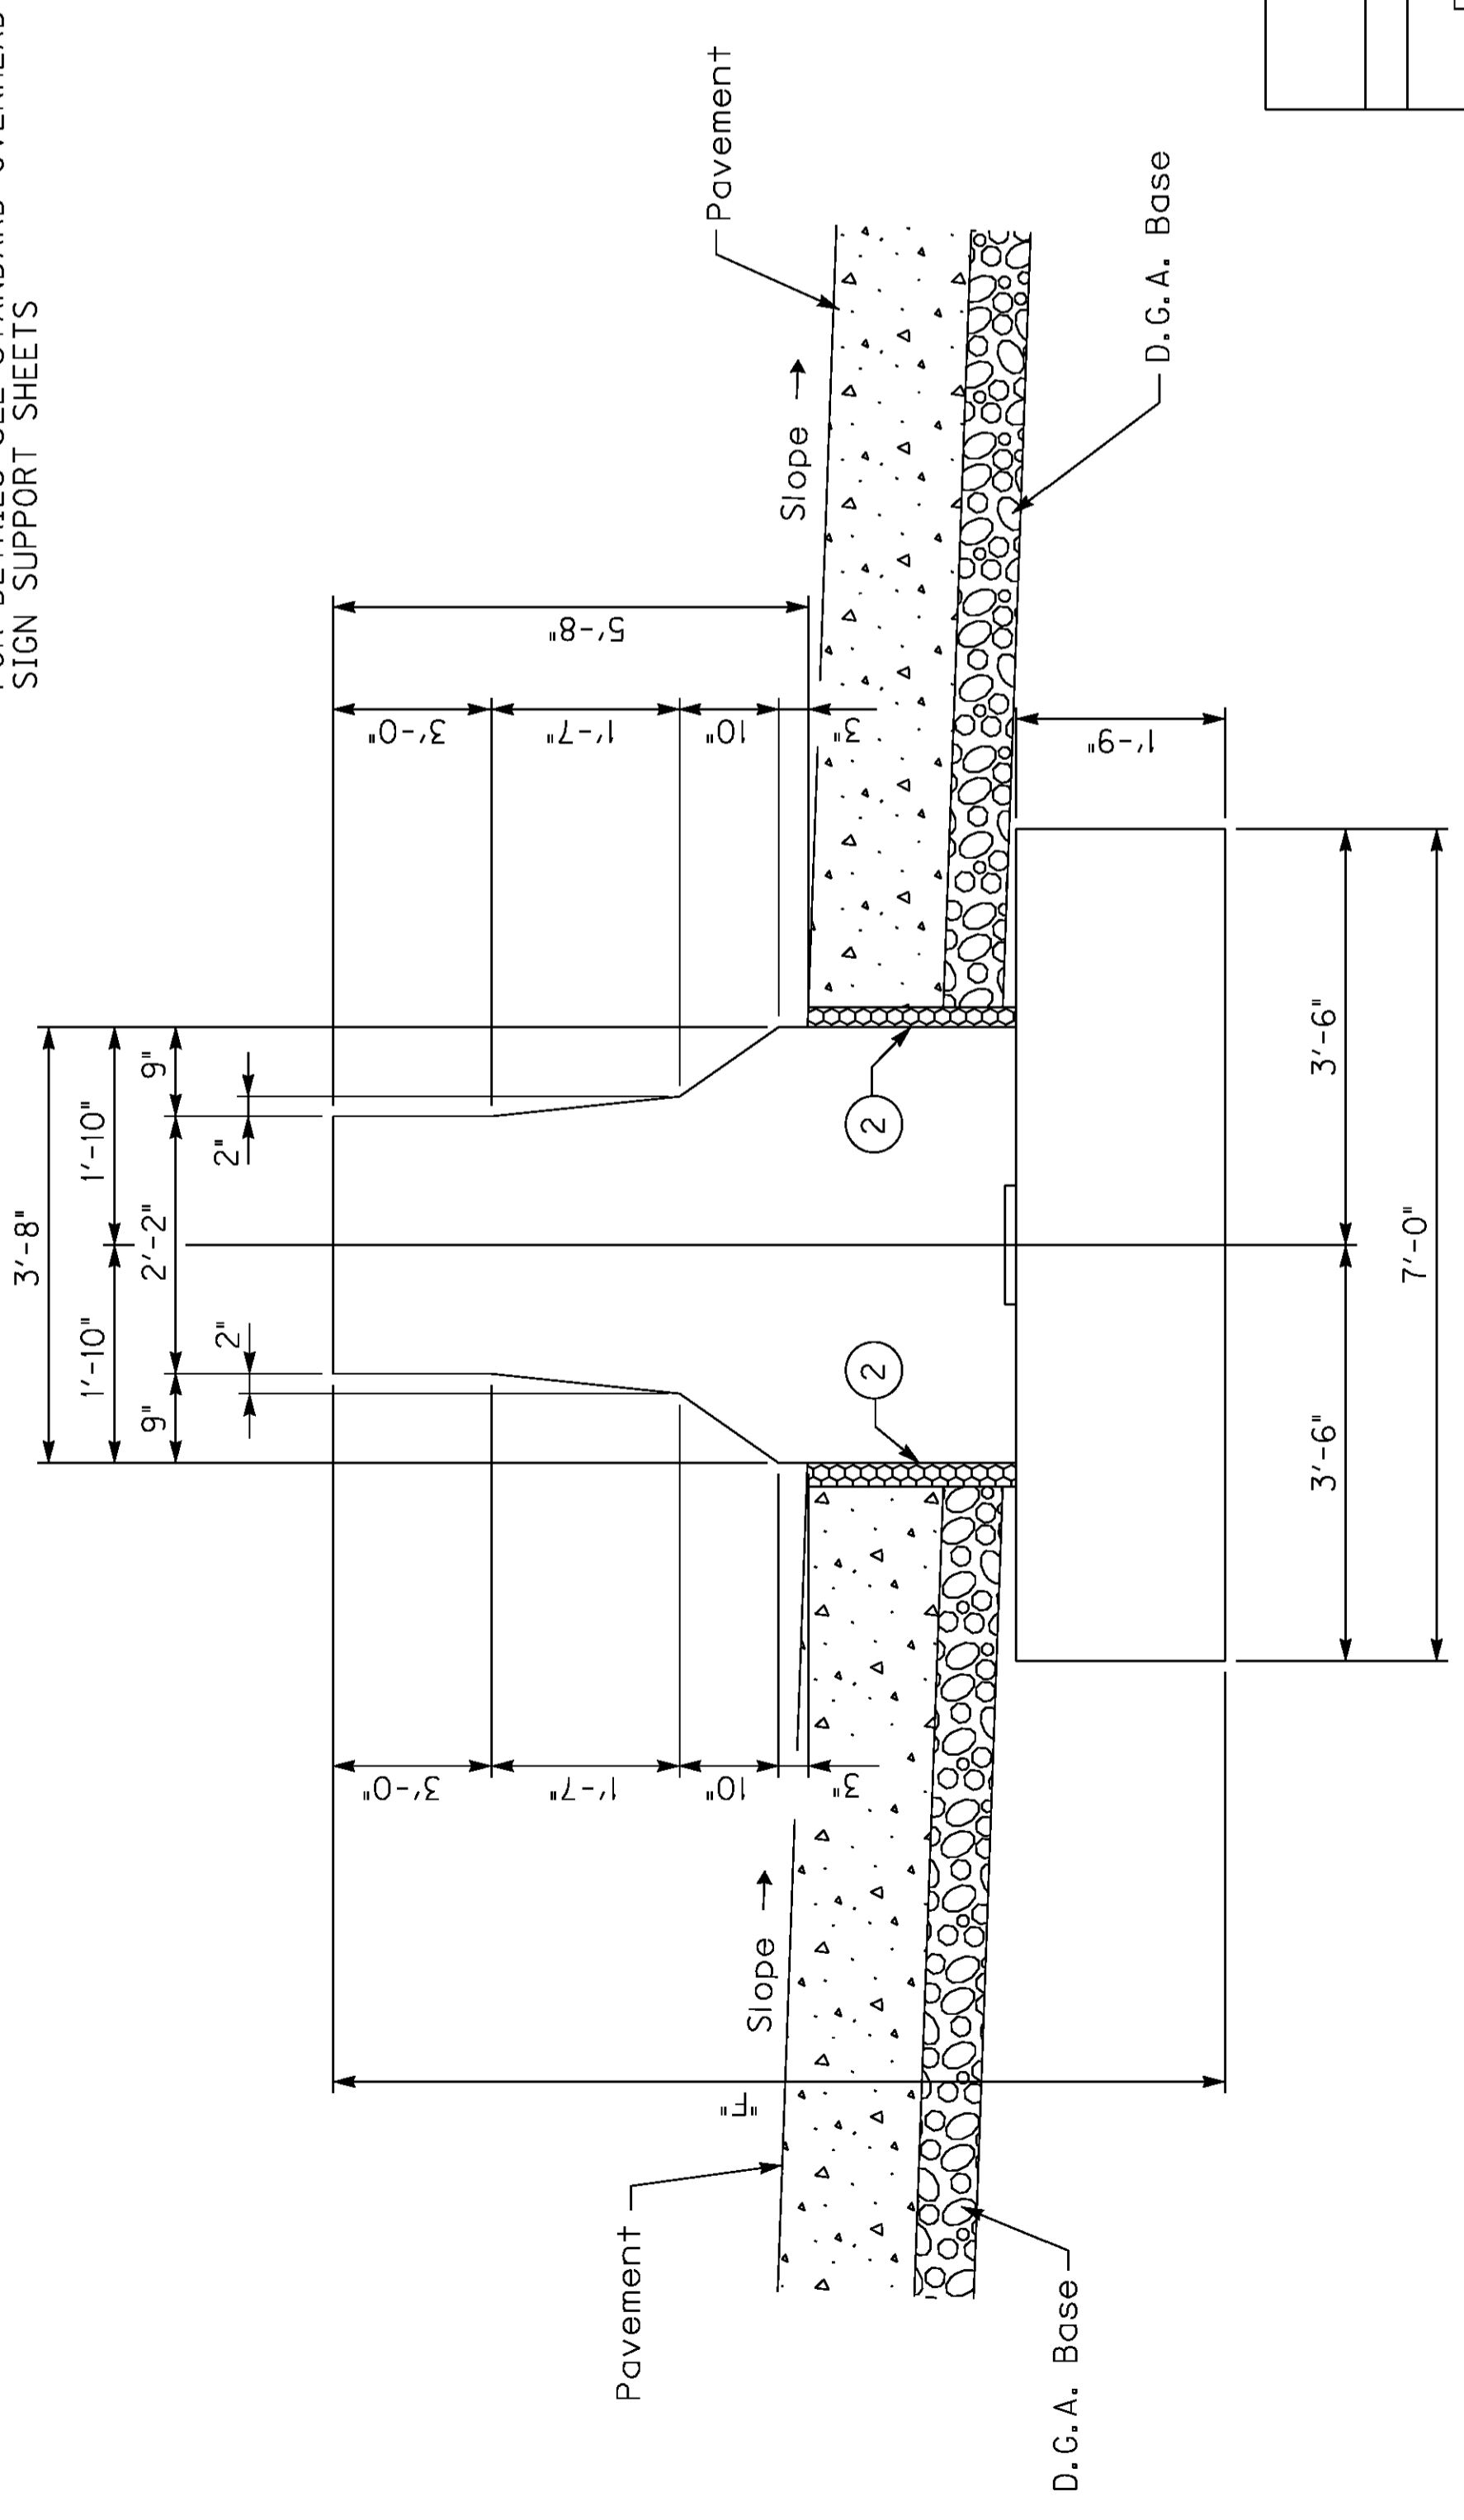 SIGN SUPPORT SHEETS
3'-8"
1'-10"
1'-10"
9"
2'-2"
9"
2"
2"
5'-8"
3'-0"
1'-7"
10"
3"
3'-0"
1'-7"
10"
3"
"F"
1'-9"
Slope
Slope
Pavement
Pavement
D.G.A. Base
D.G.A. Base
2
2
3'-6"
3'-6"
7'-0"